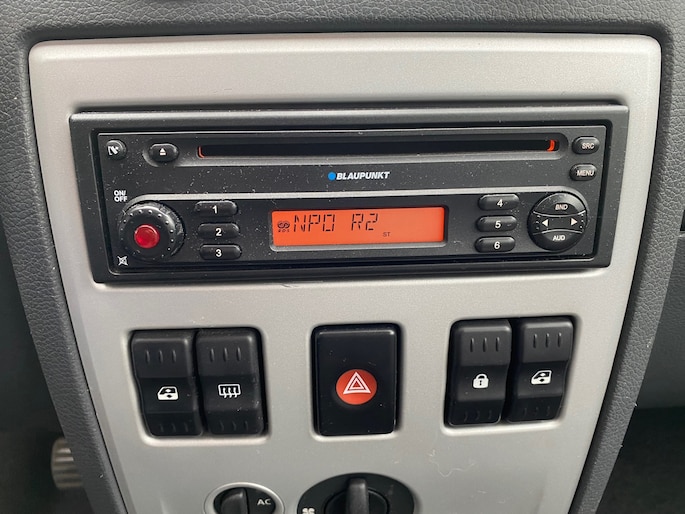 SRC
BLAUPUNKT
MENU
ON/
OFF
1
2
3
NPO R2
ST
4
5
6
BND
AUD
AC